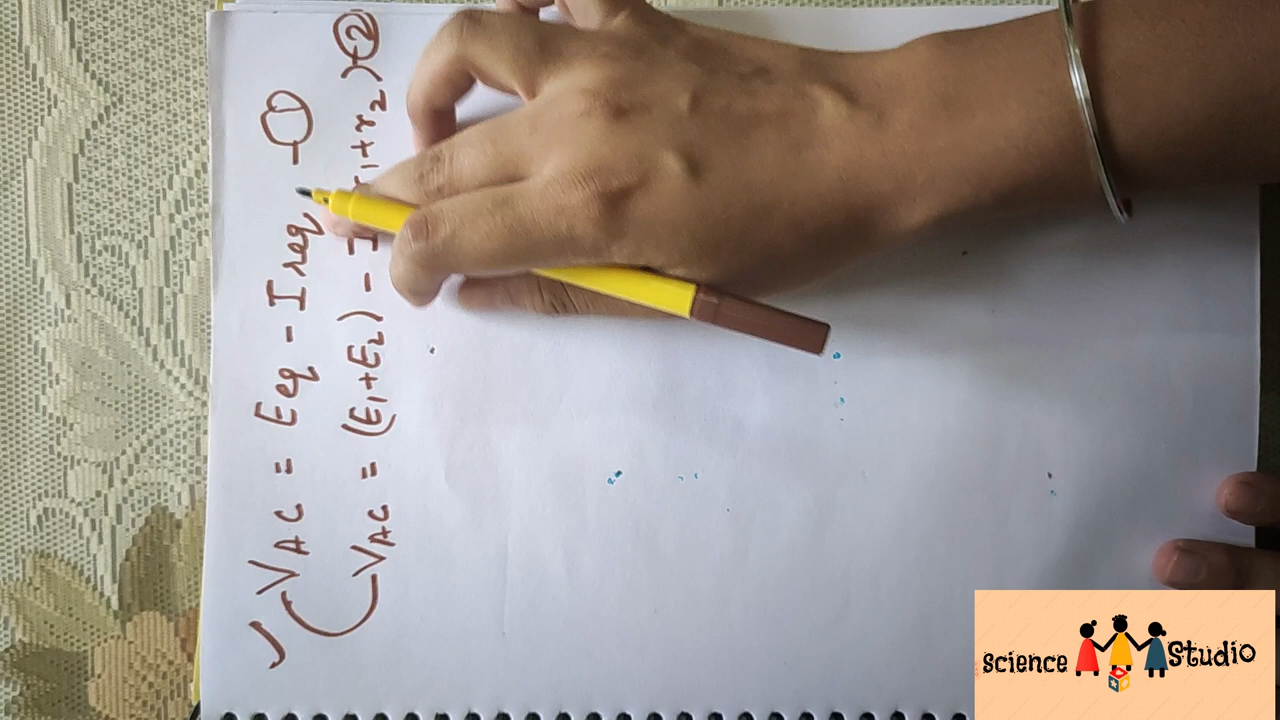 ✓ VAC = Eeq - Ireq -①
VAC = (E₁+E₂) - I r₁+r₂) -②
Science Studio